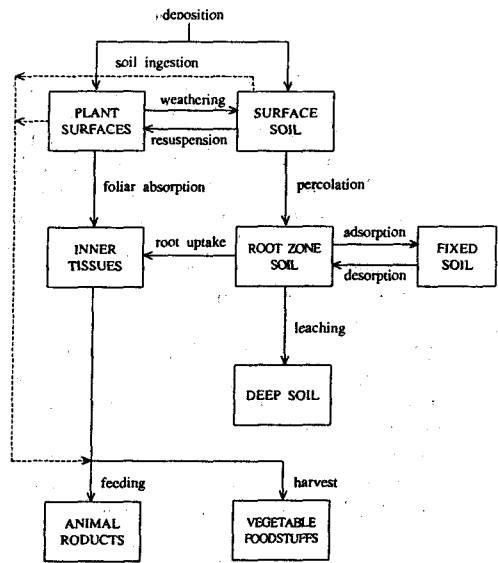 deposition
soil ingestion
weathering
PLANT
SURFACES
SURFACE
SOIL
resuspension
foliar absorption
percolation
INNER
TISSUES
root uptake
ROOT ZONE
SOIL
adsorption
desorption
FIXED
SOIL
leaching
DEEP SOIL
feeding
harvest
ANIMAL
RODUCTS
VEGETABLE
FOODSTUFFS